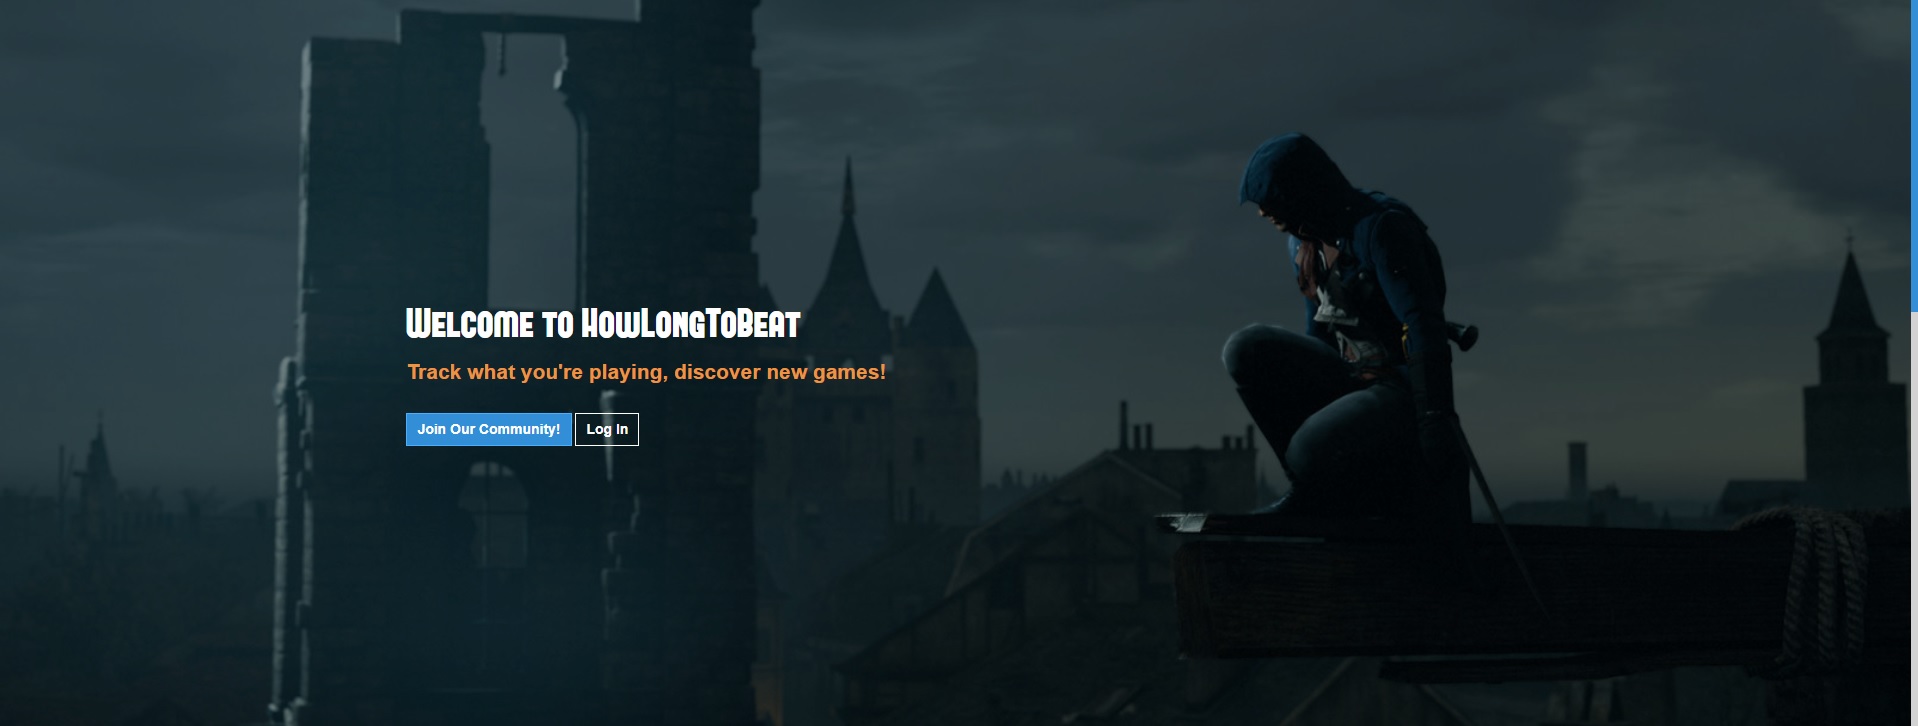 Welcome to HowLongToBeat
Track what you're playing, discover new games!
Join Our Community! Log In